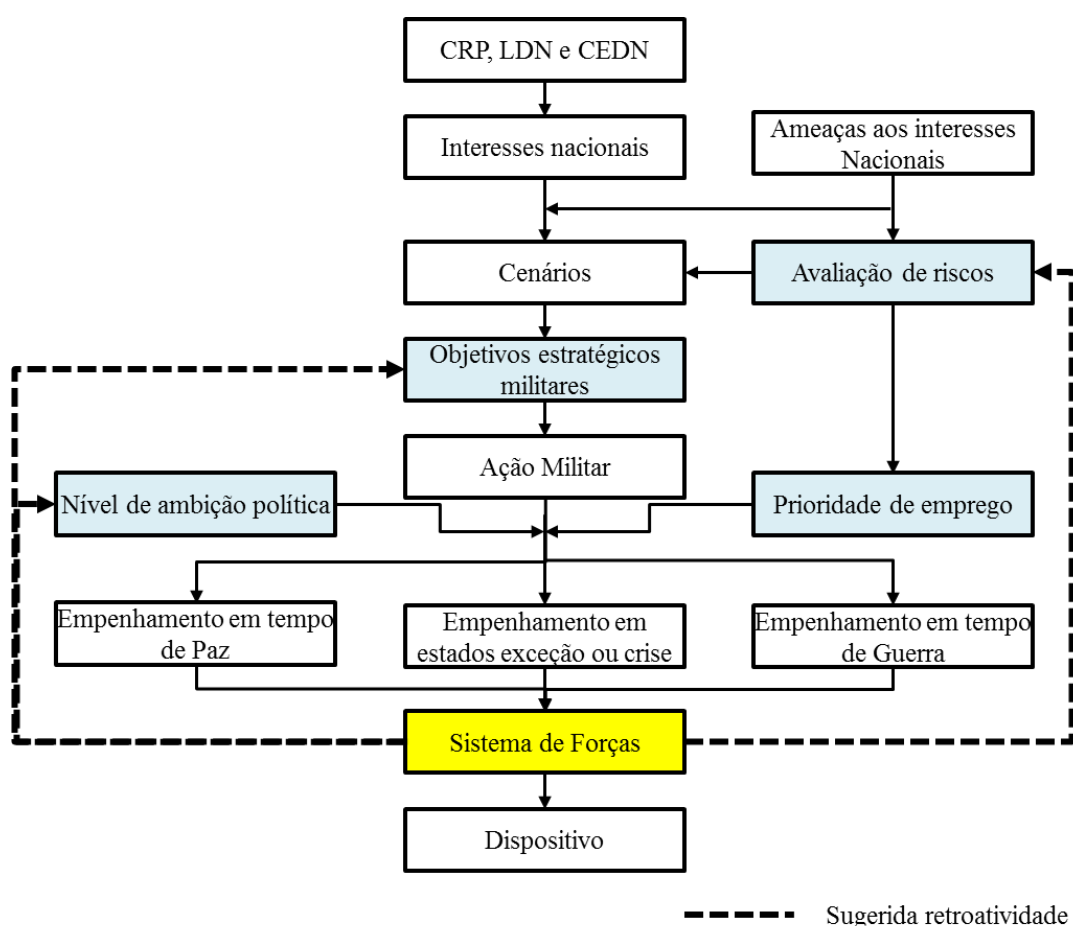 CRP, LDN e CEDN
Interesses nacionais
Ameaças aos interesses
Nacionais
Cenários
Avaliação de riscos
Objetivos estratégicos
militares
Ação Militar
Nível de ambição política
Prioridade de emprego
Empenhamento em tempo
de Paz
Empenhamento em
estados exceção ou crise
Empenhamento em tempo
de Guerra
Sistema de Forças
Dispositivo
Sugerida retroatividade